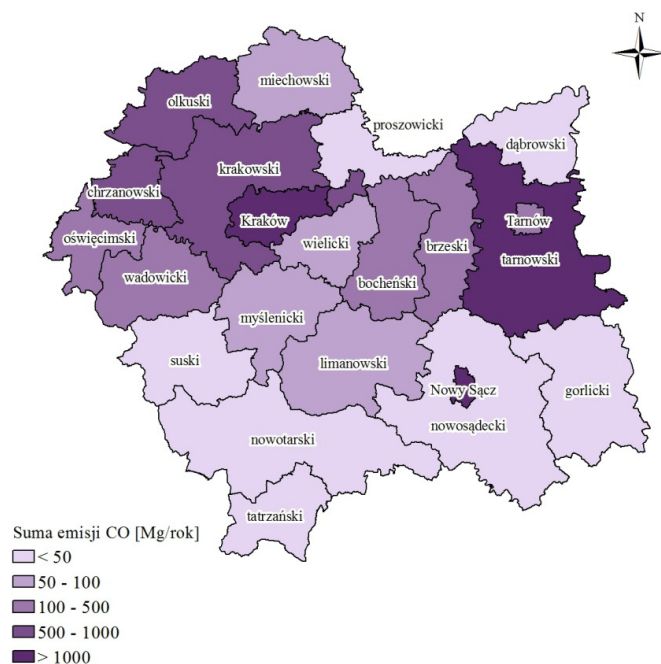 N
miechowski
olkuski
proszowicki
dąbrowski
krakowski
chrzanowski
Kraków
Tarnów
oświęcimski
wielicki
brzeski
tarnowski
wadowicki
bocheński
myślenicki
suski
limanowski
Nowy Sącz
gorlicki
nowosądecki
nowotarski
tatrzański
Suma emisji CO [Mg/rok]
< 50
50 - 100
100 - 500
500 - 1000
> 1000